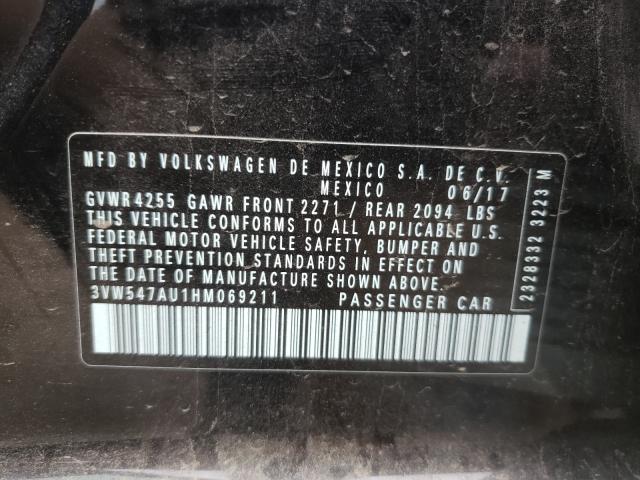 MFD BY VOLKSWAGEN DE MEXICO S.A. DE C.V.
MEXICO 06/17
GVWR 4255 GAWR FRONT 2271 / REAR 2094 LBS
THIS VEHICLE CONFORMS TO ALL APPLICABLE U.S.
FEDERAL MOTOR VEHICLE SAFETY, BUMPER AND
THEFT PREVENTION STANDARDS IN EFFECT ON
THE DATE OF MANUFACTURE SHOWN ABOVE.
3VW547AU1HM069211 PASSENGER CAR
2328332 3223 M